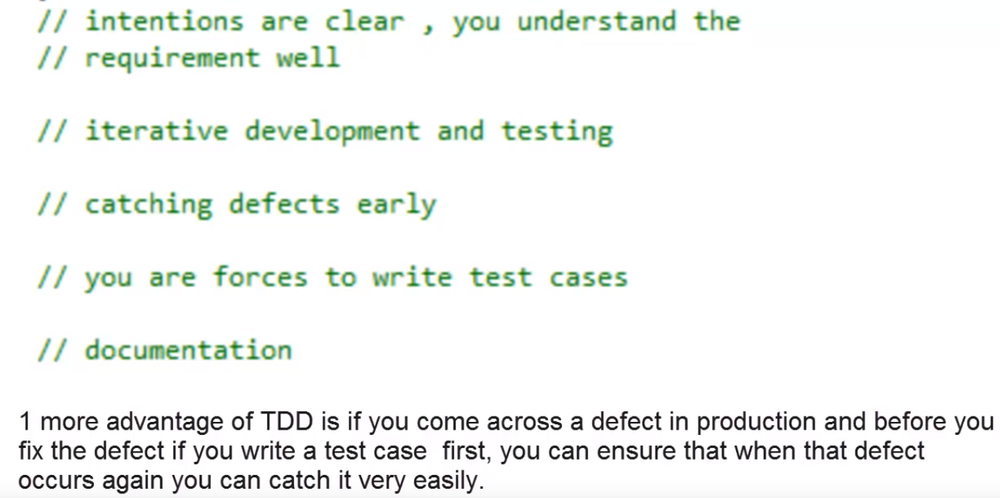 // intentions are clear , you understand the
// requirement well
// iterative development and testing
// catching defects early
// you are forces to write test cases
// documentation
1 more advantage of TDD is if you come across a defect in production and before you
fix the defect if you write a test case  first, you can ensure that when that defect
occurs again you can catch it very easily.